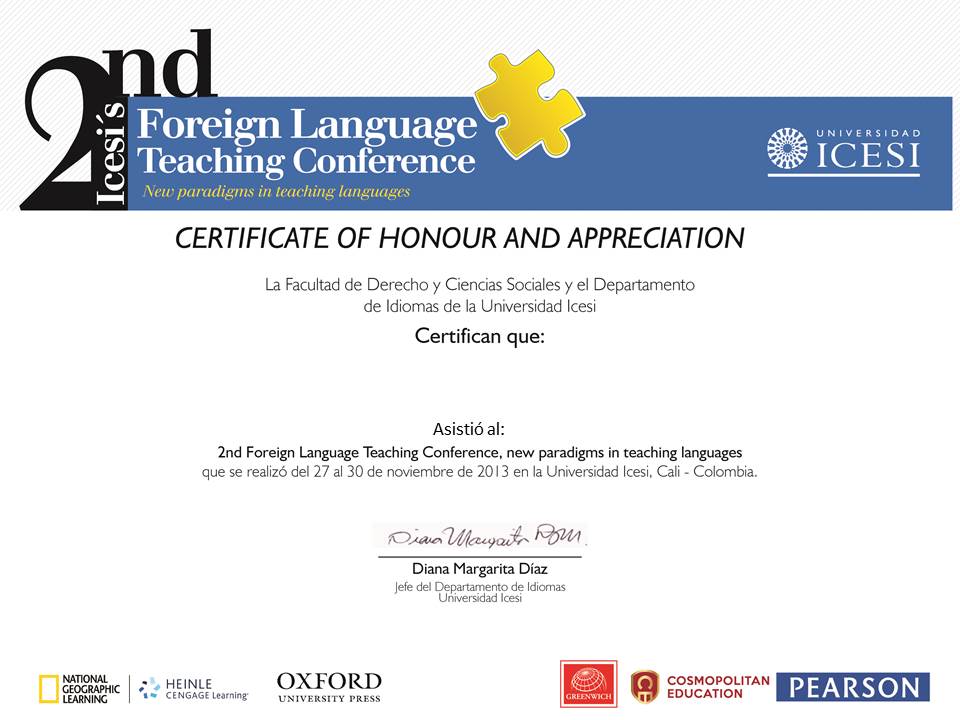 2nd
Icesi´s
Foreign Language
Teaching Conference
New paradigms in teaching languages
UNIVERSIDAD
ICESI
CERTIFICATE OF HONOUR AND APPRECIATION
La Facultad de Derecho y Ciencias Sociales y el Departamento
de Idiomas de la Universidad Icesi
Certifican que:
Asistió al:
2nd Foreign Language Teaching Conference, new paradigms in teaching languages
que se realizó del 27 al 30 de noviembre de 2013 en la Universidad Icesi, Cali - Colombia.
Diana Margarita
Diana Margarita Díaz
Jefe del Departamento de Idiomas
Universidad Icesi
NATIONAL
GEOGRAPHIC
LEARNING
HEINLE
CENGAGE Learning
OXFORD
UNIVERSITY PRESS
GREENWICH
CE
COSMOPOLITAN
EDUCATION
PEARSON